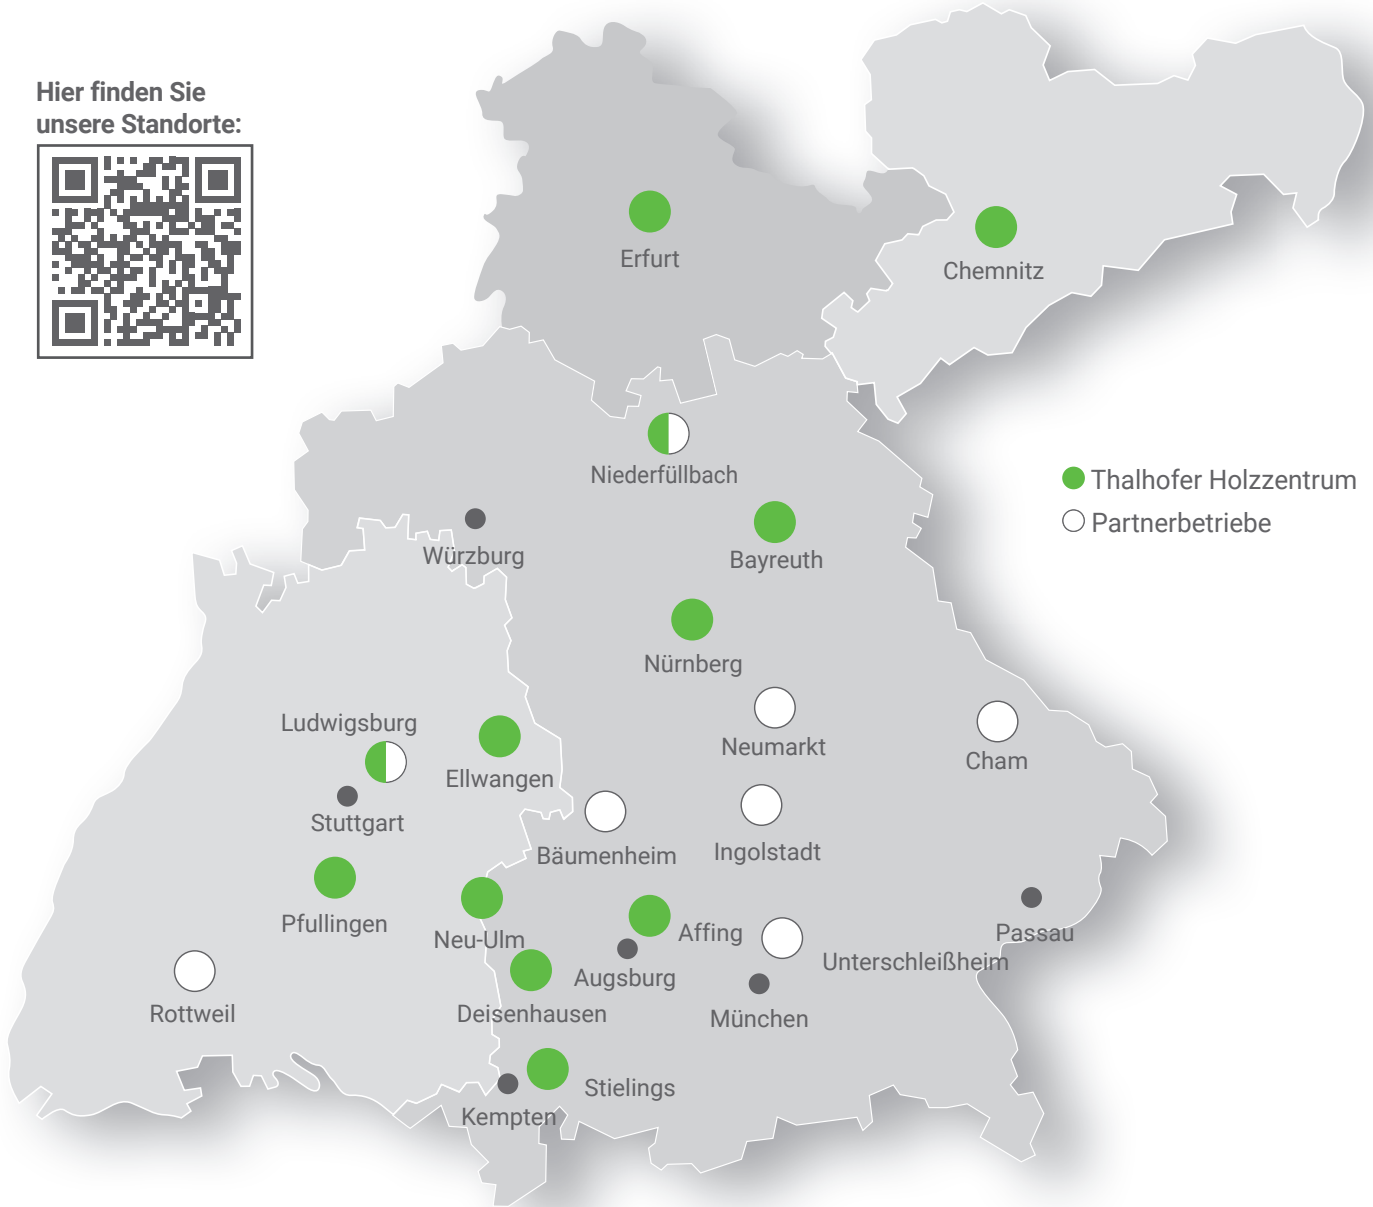 Hier finden Sie
unsere Standorte:
Erfurt
Chemnitz
Niederfüllbach
Thalhofer Holzzentrum
Partnerbetriebe
Würzburg
Bayreuth
Nürnberg
Ludwigsburg
Neumarkt
Cham
Ellwangen
Stuttgart
Bäumenheim
Ingolstadt
Pfullingen
Neu-Ulm
Affing
Passau
Unterschleißheim
Augsburg
Rottweil
Deisenhausen
München
Stielings
Kempten